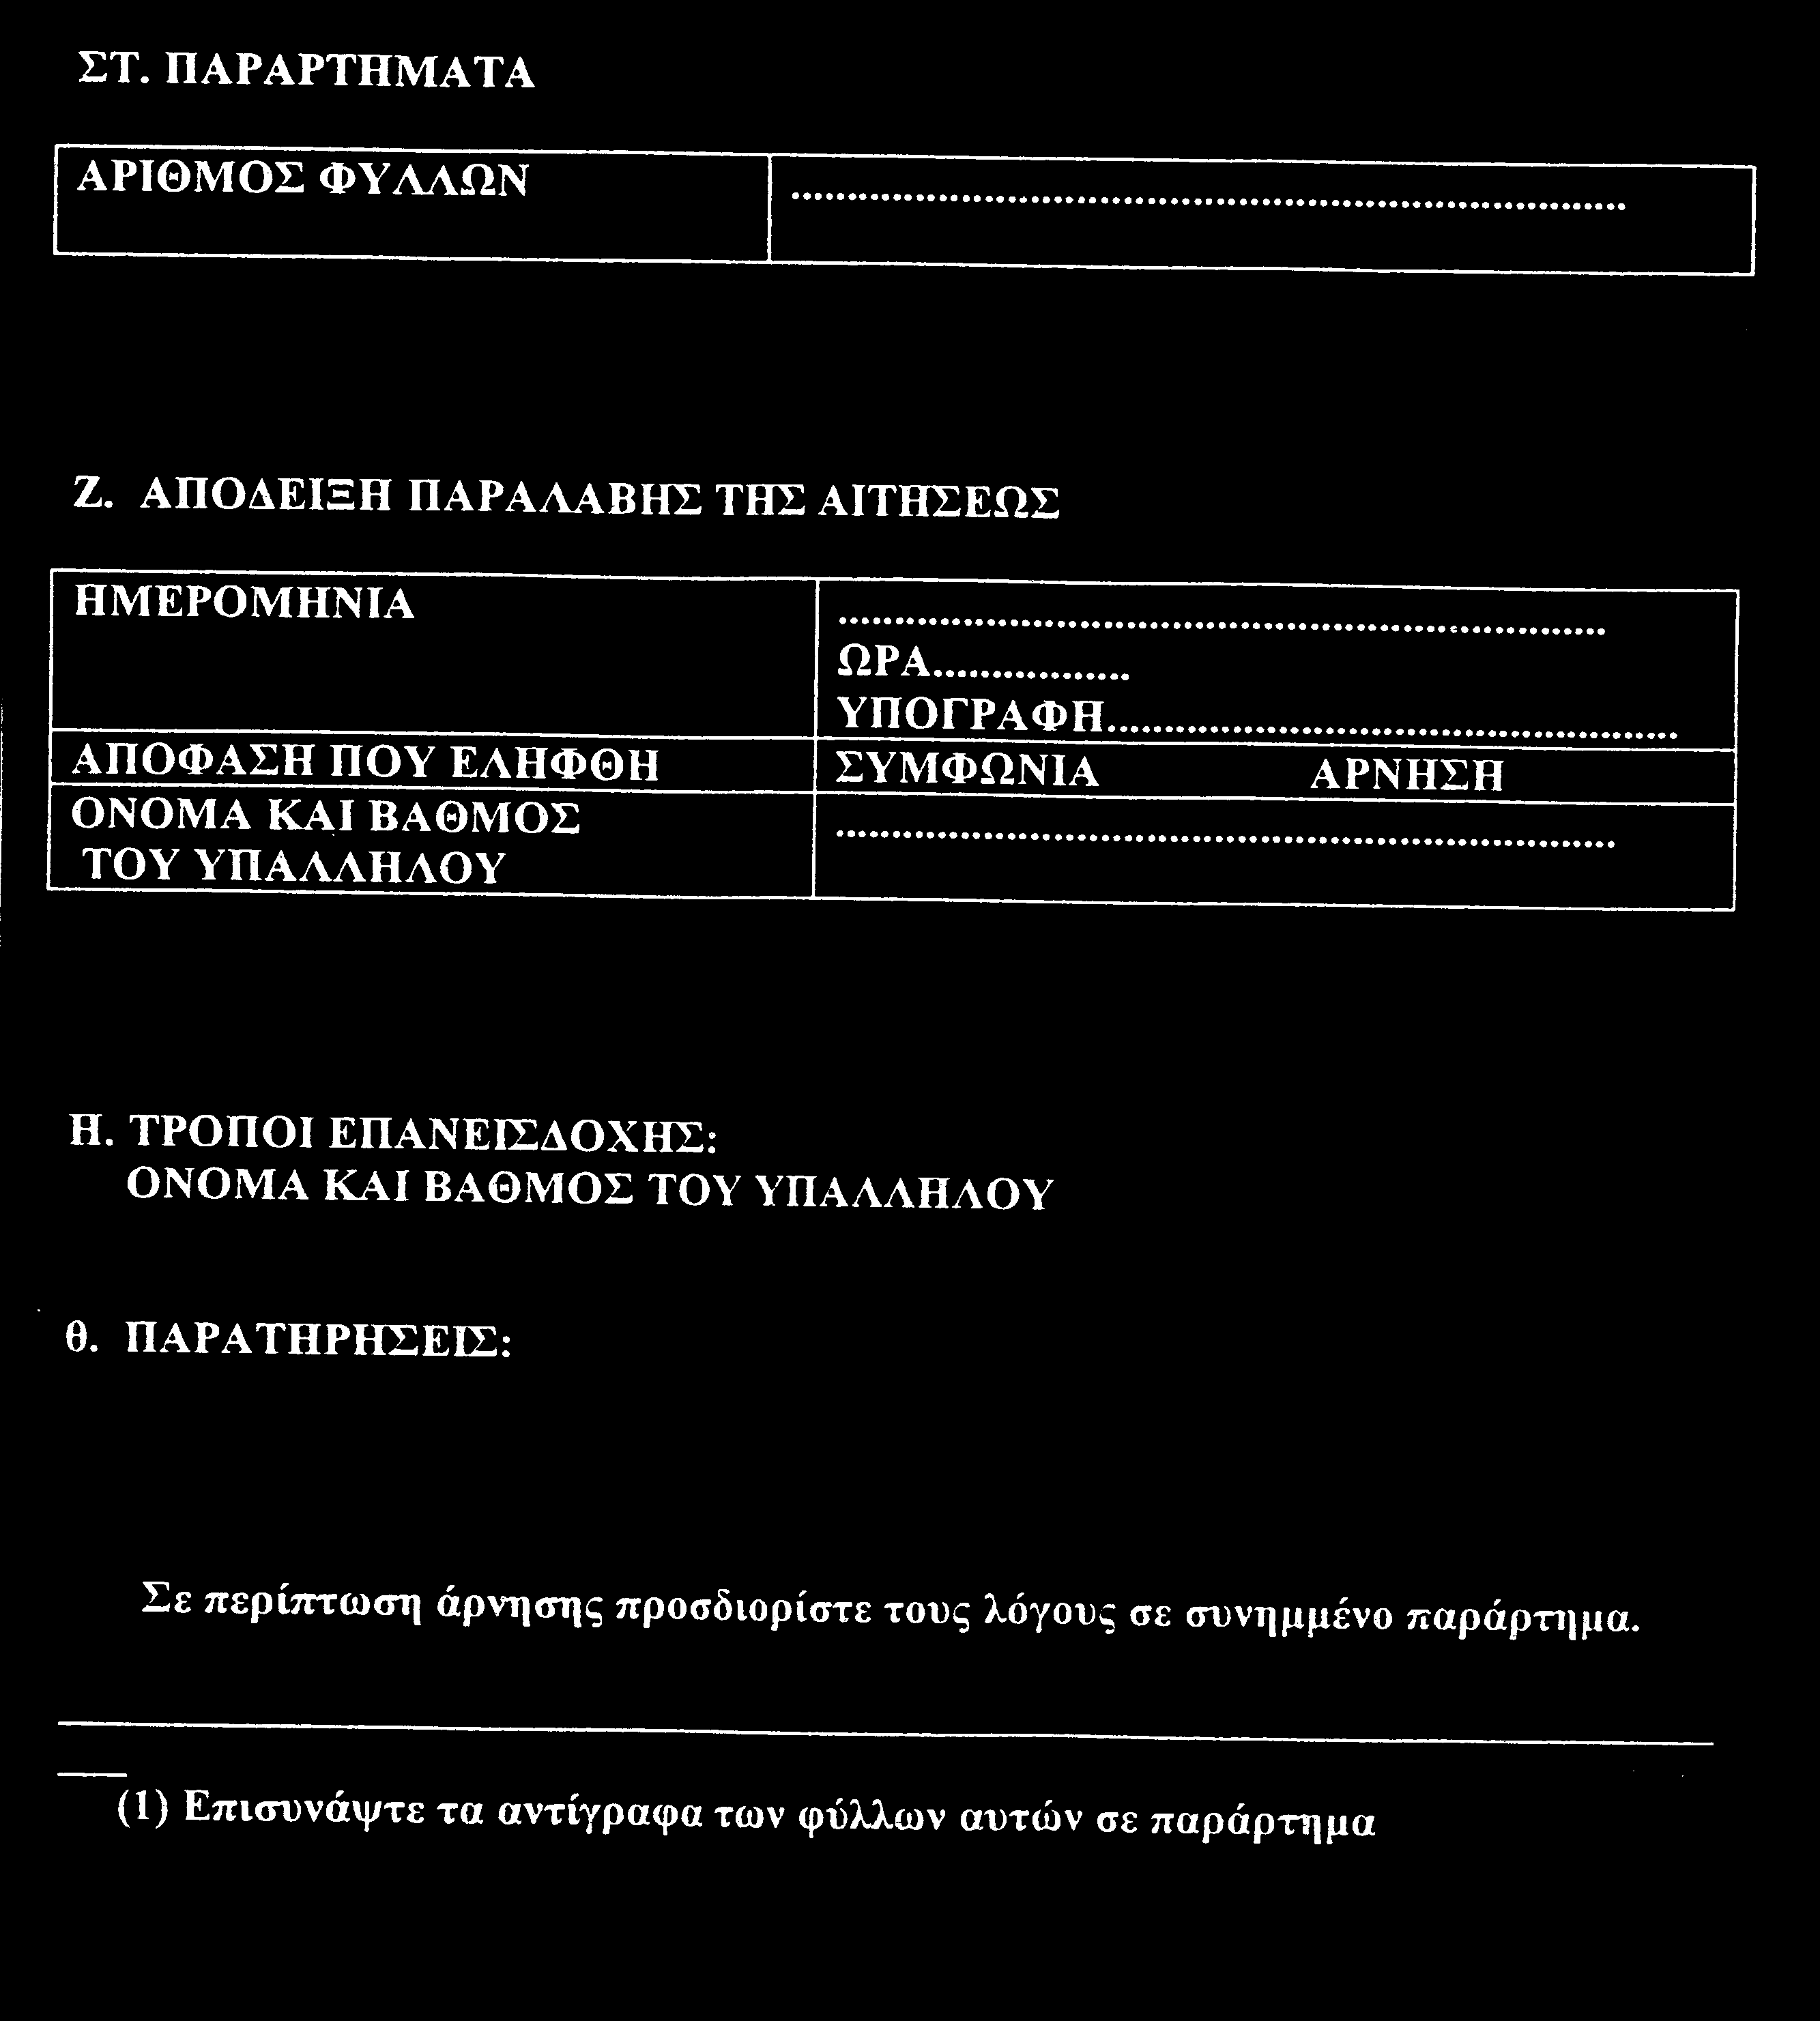 ΣΤ. ΠΑΡΑΡΤΗΜΑΤΑ
ΑΡΙΘΜΟΣ ΦΥΛΛΩΝ ..........................................................................
Ζ. ΑΠΟΔΕΙΞΗ ΠΑΡΑΛΑΒΗΣ ΤΗΣ ΑΙΤΗΣΕΩΣ
ΗΜΕΡΟΜΗΝΙΑ ....................................................................
ΩΡΑ.................
ΥΠΟΓΡΑΦΗ..................................................
ΑΠΟΦΑΣΗ ΠΟΥ ΕΛΗΦΘΗ ΣΥΜΦΩΝΙΑ ΑΡΝΗΣΗ
ΟΝΟΜΑ ΚΑΙ ΒΑΘΜΟΣ .....................................................................
ΤΟΥ ΥΠΑΛΛΗΛΟΥ
Η. ΤΡΟΠΟΙ ΕΠΑΝΕΙΣΔΟΧΗΣ:
ΟΝΟΜΑ ΚΑΙ ΒΑΘΜΟΣ ΤΟΥ ΥΠΑΛΛΗΛΟΥ
θ. ΠΑΡΑΤΗΡΗΣΕΙΣ:
Σε περίπτωση άρνησης προσδιορίστε τους λόγους σε συνημμένο παράρτημα.
(1) Επισυνάψτε τα αντίγραφα των φύλλων αυτών σε παράρτημα